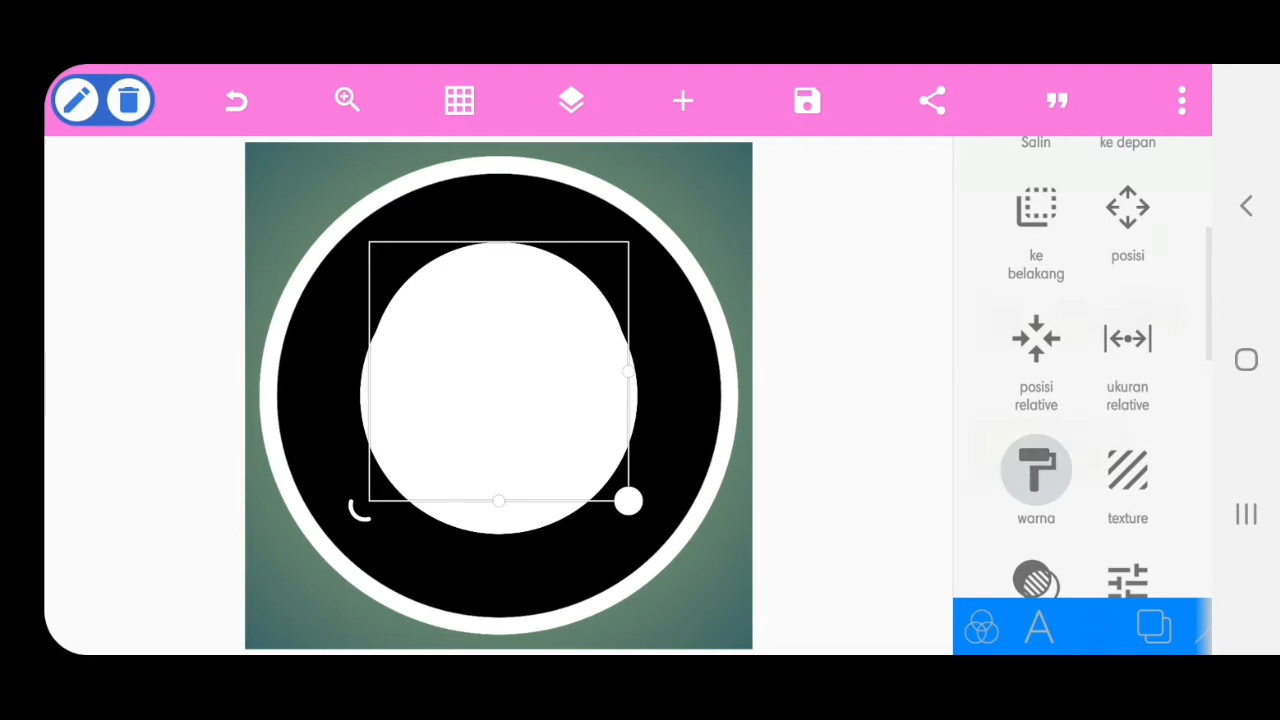 Salin
ke depan
ke
belakang
posisi
posisi
relative
ukuran
relative
warna
texture
A